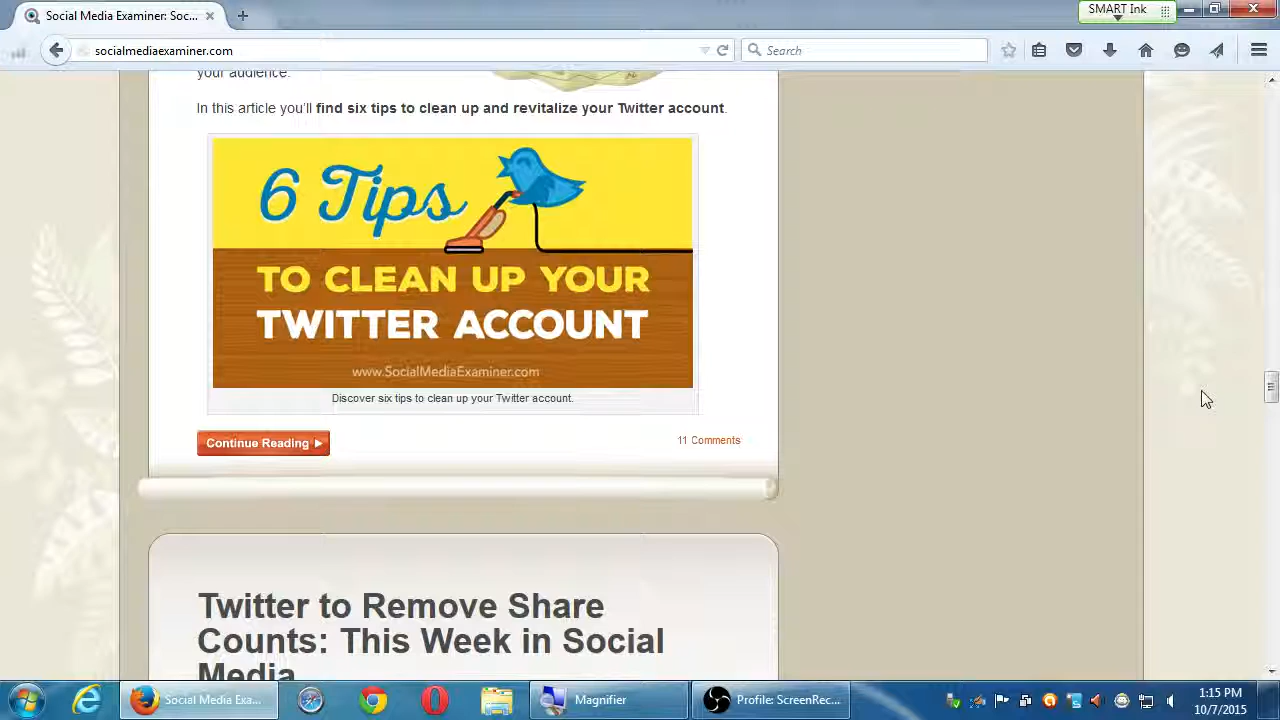 Social Media Examiner: Soc...
SMART Ink
socialmediaexaminer.com
Search
your audience.
In this article you'll find six tips to clean up and revitalize your Twitter account.
6 Tips
TO CLEAN UP YOUR
TWITTER ACCOUNT
www.SocialMediaExaminer.com
Discover six tips to clean up your Twitter account.
Continue Reading
11 Comments
Twitter to Remove Share
Counts: This Week in Social
Media
Social Media Exa...
Magnifier
Profile: ScreenRec...
1:15 PM
10/7/2015